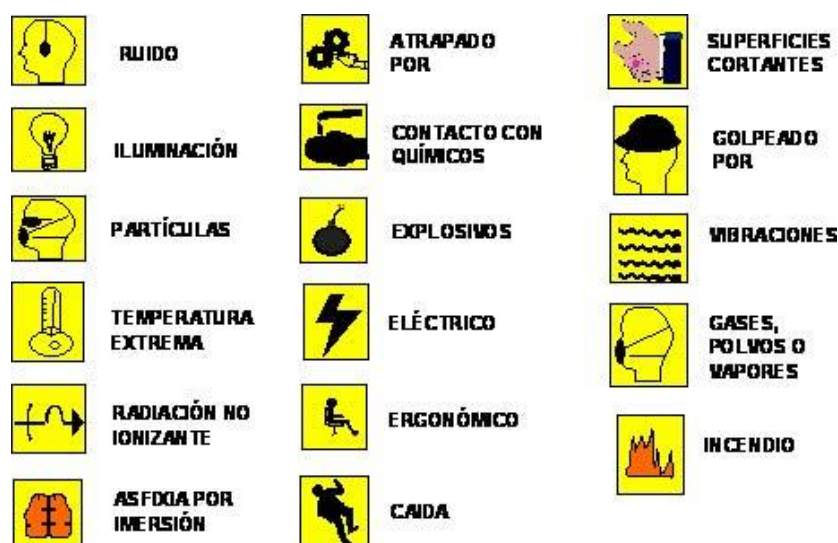 RUIDO
ILUMINACIÓN
PARTÍCULAS
TEMPERATURA
EXTREMA
RADIACIÓN NO
IONIZANTE
ASFIXIA POR
IMERSIÓN
ATRAPADO
POR
CONTACTO CON
QUÍMICOS
EXPLOSIVOS
ELÉCTRICO
ERGONÓMICO
CAIDA
SUPERFICIES
CORTANTES
GOLPEADO
POR
VIBRACIONES
GASES,
POLVOS O
VAPORES
INCENDIO